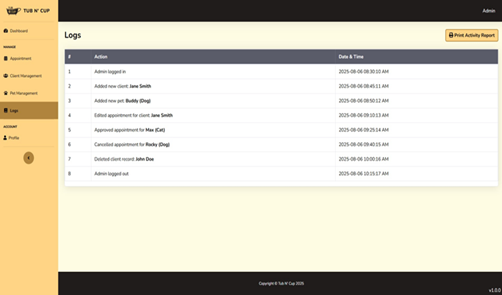 TUB N' CUP
Admin
Dashboard
MANAGE
Appointment
Client Management
Pet Management
Logs
ACCOUNT
Profile
Logs
Print Activity Report
# Action Date & Time
1 Admin logged in 2025-08-06 08:30:10 AM
2 Added new client: Jane Smith 2025-08-06 08:45:11 AM
3 Added new pet: Buddy (Dog) 2025-08-06 08:50:12 AM
4 Edited appointment for client: Jane Smith 2025-08-06 09:10:13 AM
5 Approved appointment for Max (Cat) 2025-08-06 09:25:14 AM
6 Cancelled appointment for Rocky (Dog) 2025-08-06 09:40:15 AM
7 Deleted client record: John Doe 2025-08-06 10:00:16 AM
8 Admin logged out 2025-08-06 10:15:17 AM
Copyright © Tub N' Cup 2026
v1.0.0